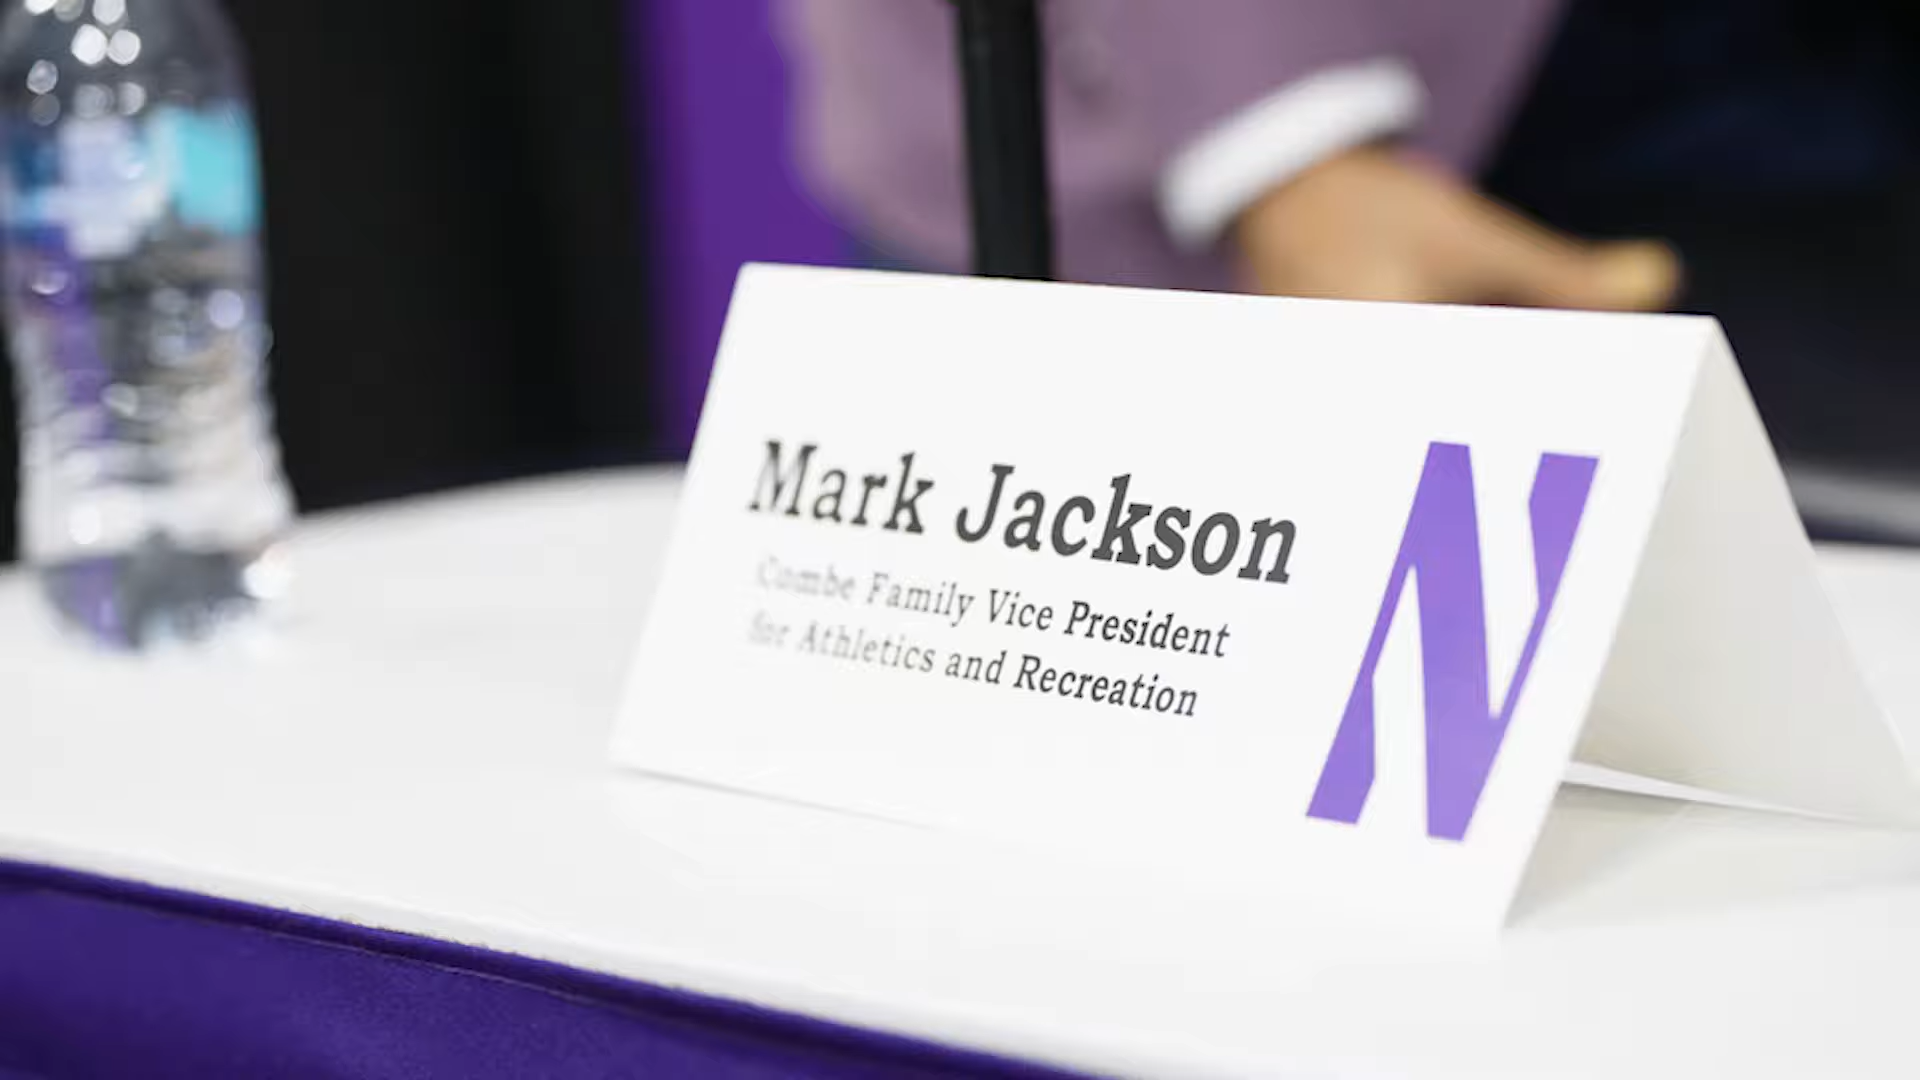 Mark Jackson
Combe Family Vice President
for Athletics and Recreation
N